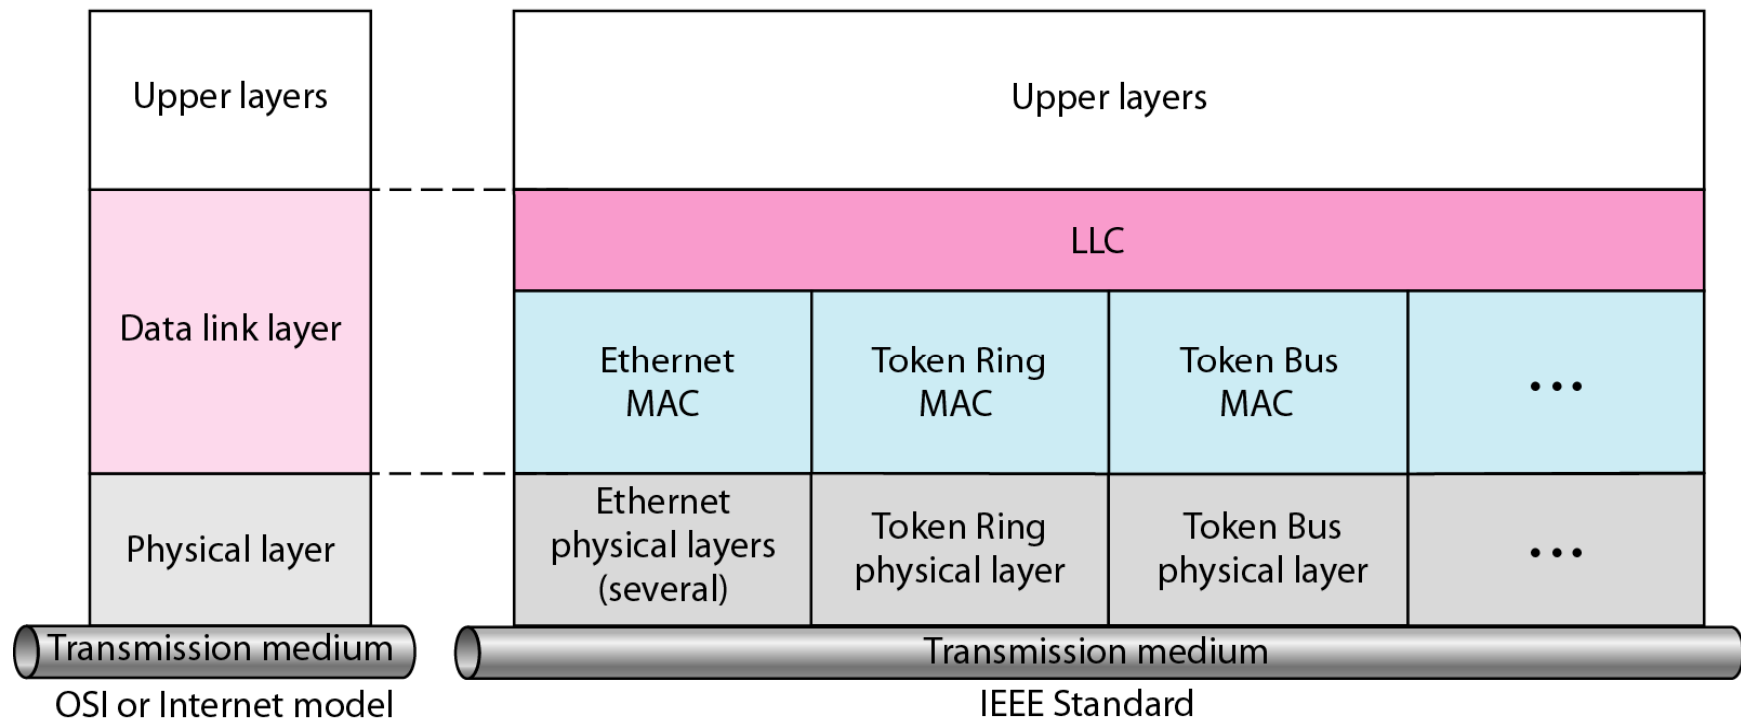 Upper layers
Upper layers
LLC
Data link layer
Ethernet
MAC
Token Ring
MAC
Token Bus
MAC
...
Physical layer
Ethernet
physical layers
(several)
Token Ring
physical layer
Token Bus
physical layer
...
Transmission medium
Transmission medium
OSI or Internet model
IEEE Standard